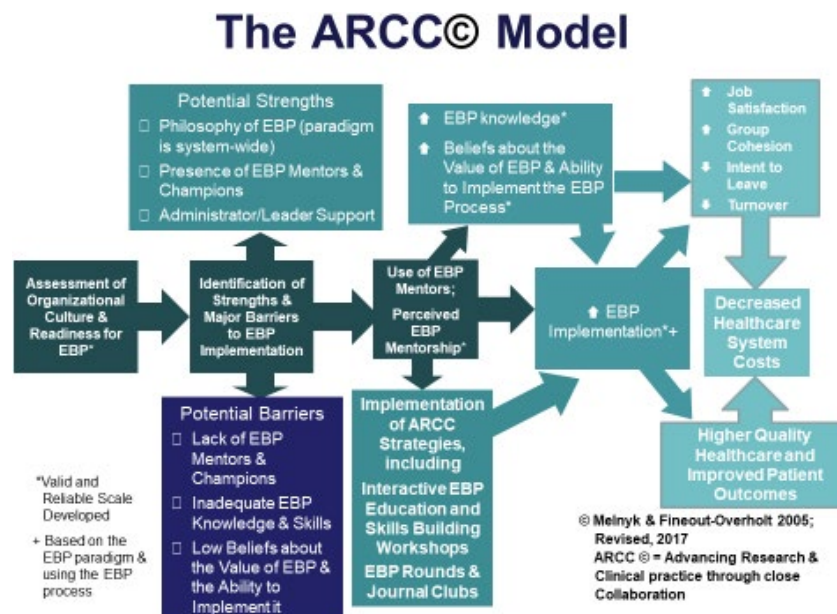 The ARCC© Model
Potential Strengths
Philosophy of EBP (paradigm
is system-wide)
Presence of EBP Mentors &
Champions
Administrator/Leader Support
EBP knowledge*
Beliefs about the
Value of EBP & Ability
to Implement the EBP
Process*
Job
Satisfaction
Group
Cohesion
Intent to
Leave
Turnover
Assessment of
Organizational
Culture &
Readiness for
EBP*
Identification of
Strengths &
Major Barriers
to EBP
Implementation
Use of EBP
Mentors;
Perceived
EBP
Mentorship*
EBP
Implementation*+
Decreased
Healthcare
System
Costs
Potential Barriers
Lack of EBP
Mentors &
Champions
Inadequate EBP
Knowledge & Skills
Low Beliefs about
the Value of EBP &
the Ability to
Implement it
Implementation
of ARCC
Strategies,
including
Interactive EBP
Education and
Skills Building
Workshops
EBP Rounds &
Journal Clubs
Higher Quality
Healthcare and
Improved Patient
Outcomes
*Valid and
Reliable Scale
Developed
+ Based on the
EBP paradigm &
using the EBP
process
© Melnyk & Fineout-Overholt 2005;
Revised, 2017
ARCC © = Advancing Research &
Clinical practice through close
Collaboration